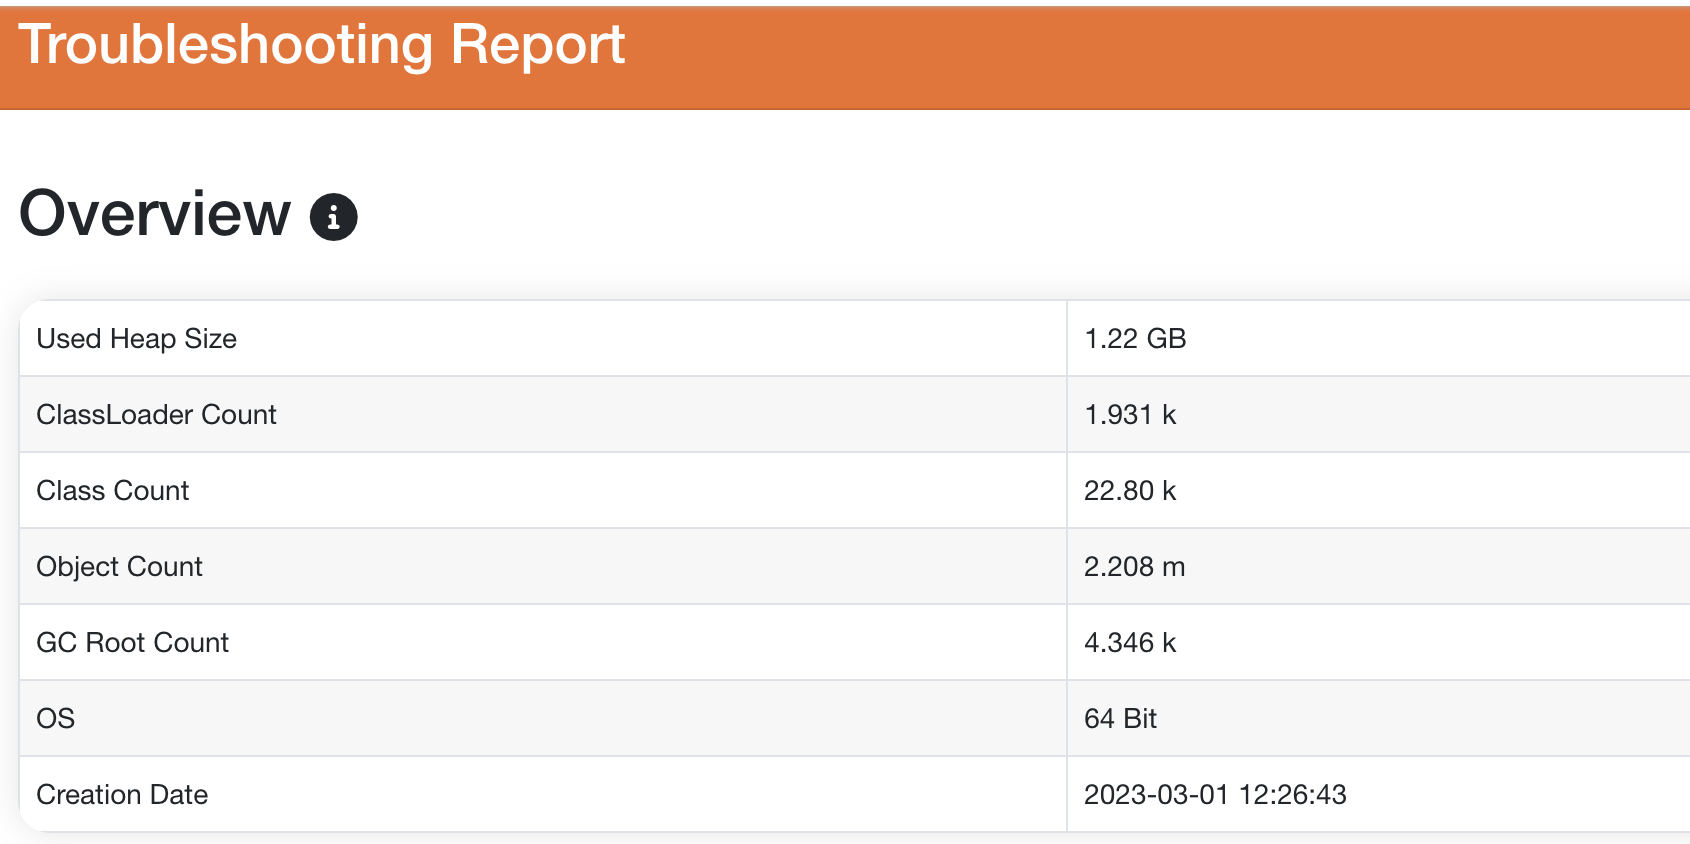 Troubleshooting Report
Overview
Used Heap Size 1.22 GB
ClassLoader Count 1.931 k
Class Count 22.80 k
Object Count 2.208 m
GC Root Count 4.346 k
OS 64 Bit
Creation Date 2023-03-01 12:26:43